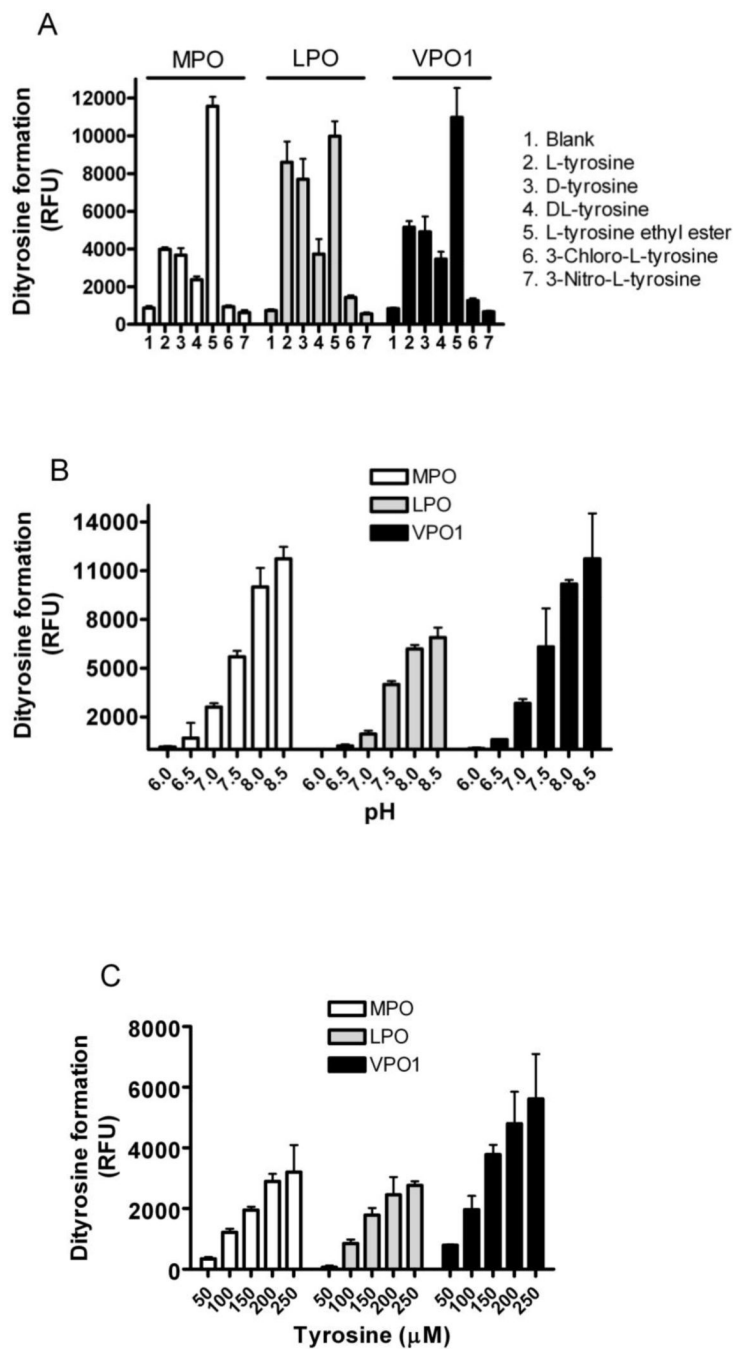 A
MPO LPO VPO1
Dityrosine formation
(RFU)
12000
10000
8000
6000
4000
2000
0
1 2 3 4 5 6 7 1 2 3 4 5 6 7 1 2 3 4 5 6 7
1. Blank
2. L-tyrosine
3. D-tyrosine
4. DL-tyrosine
5. L-tyrosine ethyl ester
6. 3-Chloro-L-tyrosine
7. 3-Nitro-L-tyrosine
B
MPO
LPO
VPO1
Dityrosine formation
(RFU)
14000
11000
8000
5000
2000
6.0 6.5 7.0 7.5 8.0 8.5 6.0 6.5 7.0 7.5 8.0 8.5 6.0 6.5 7.0 7.5 8.0 8.5
pH
C
MPO
LPO
VPO1
Dityrosine formation
(RFU)
8000
6000
4000
2000
0
50 100 150 200 250 50 100 150 200 250 50 100 150 200 250
Tyrosine (μM)